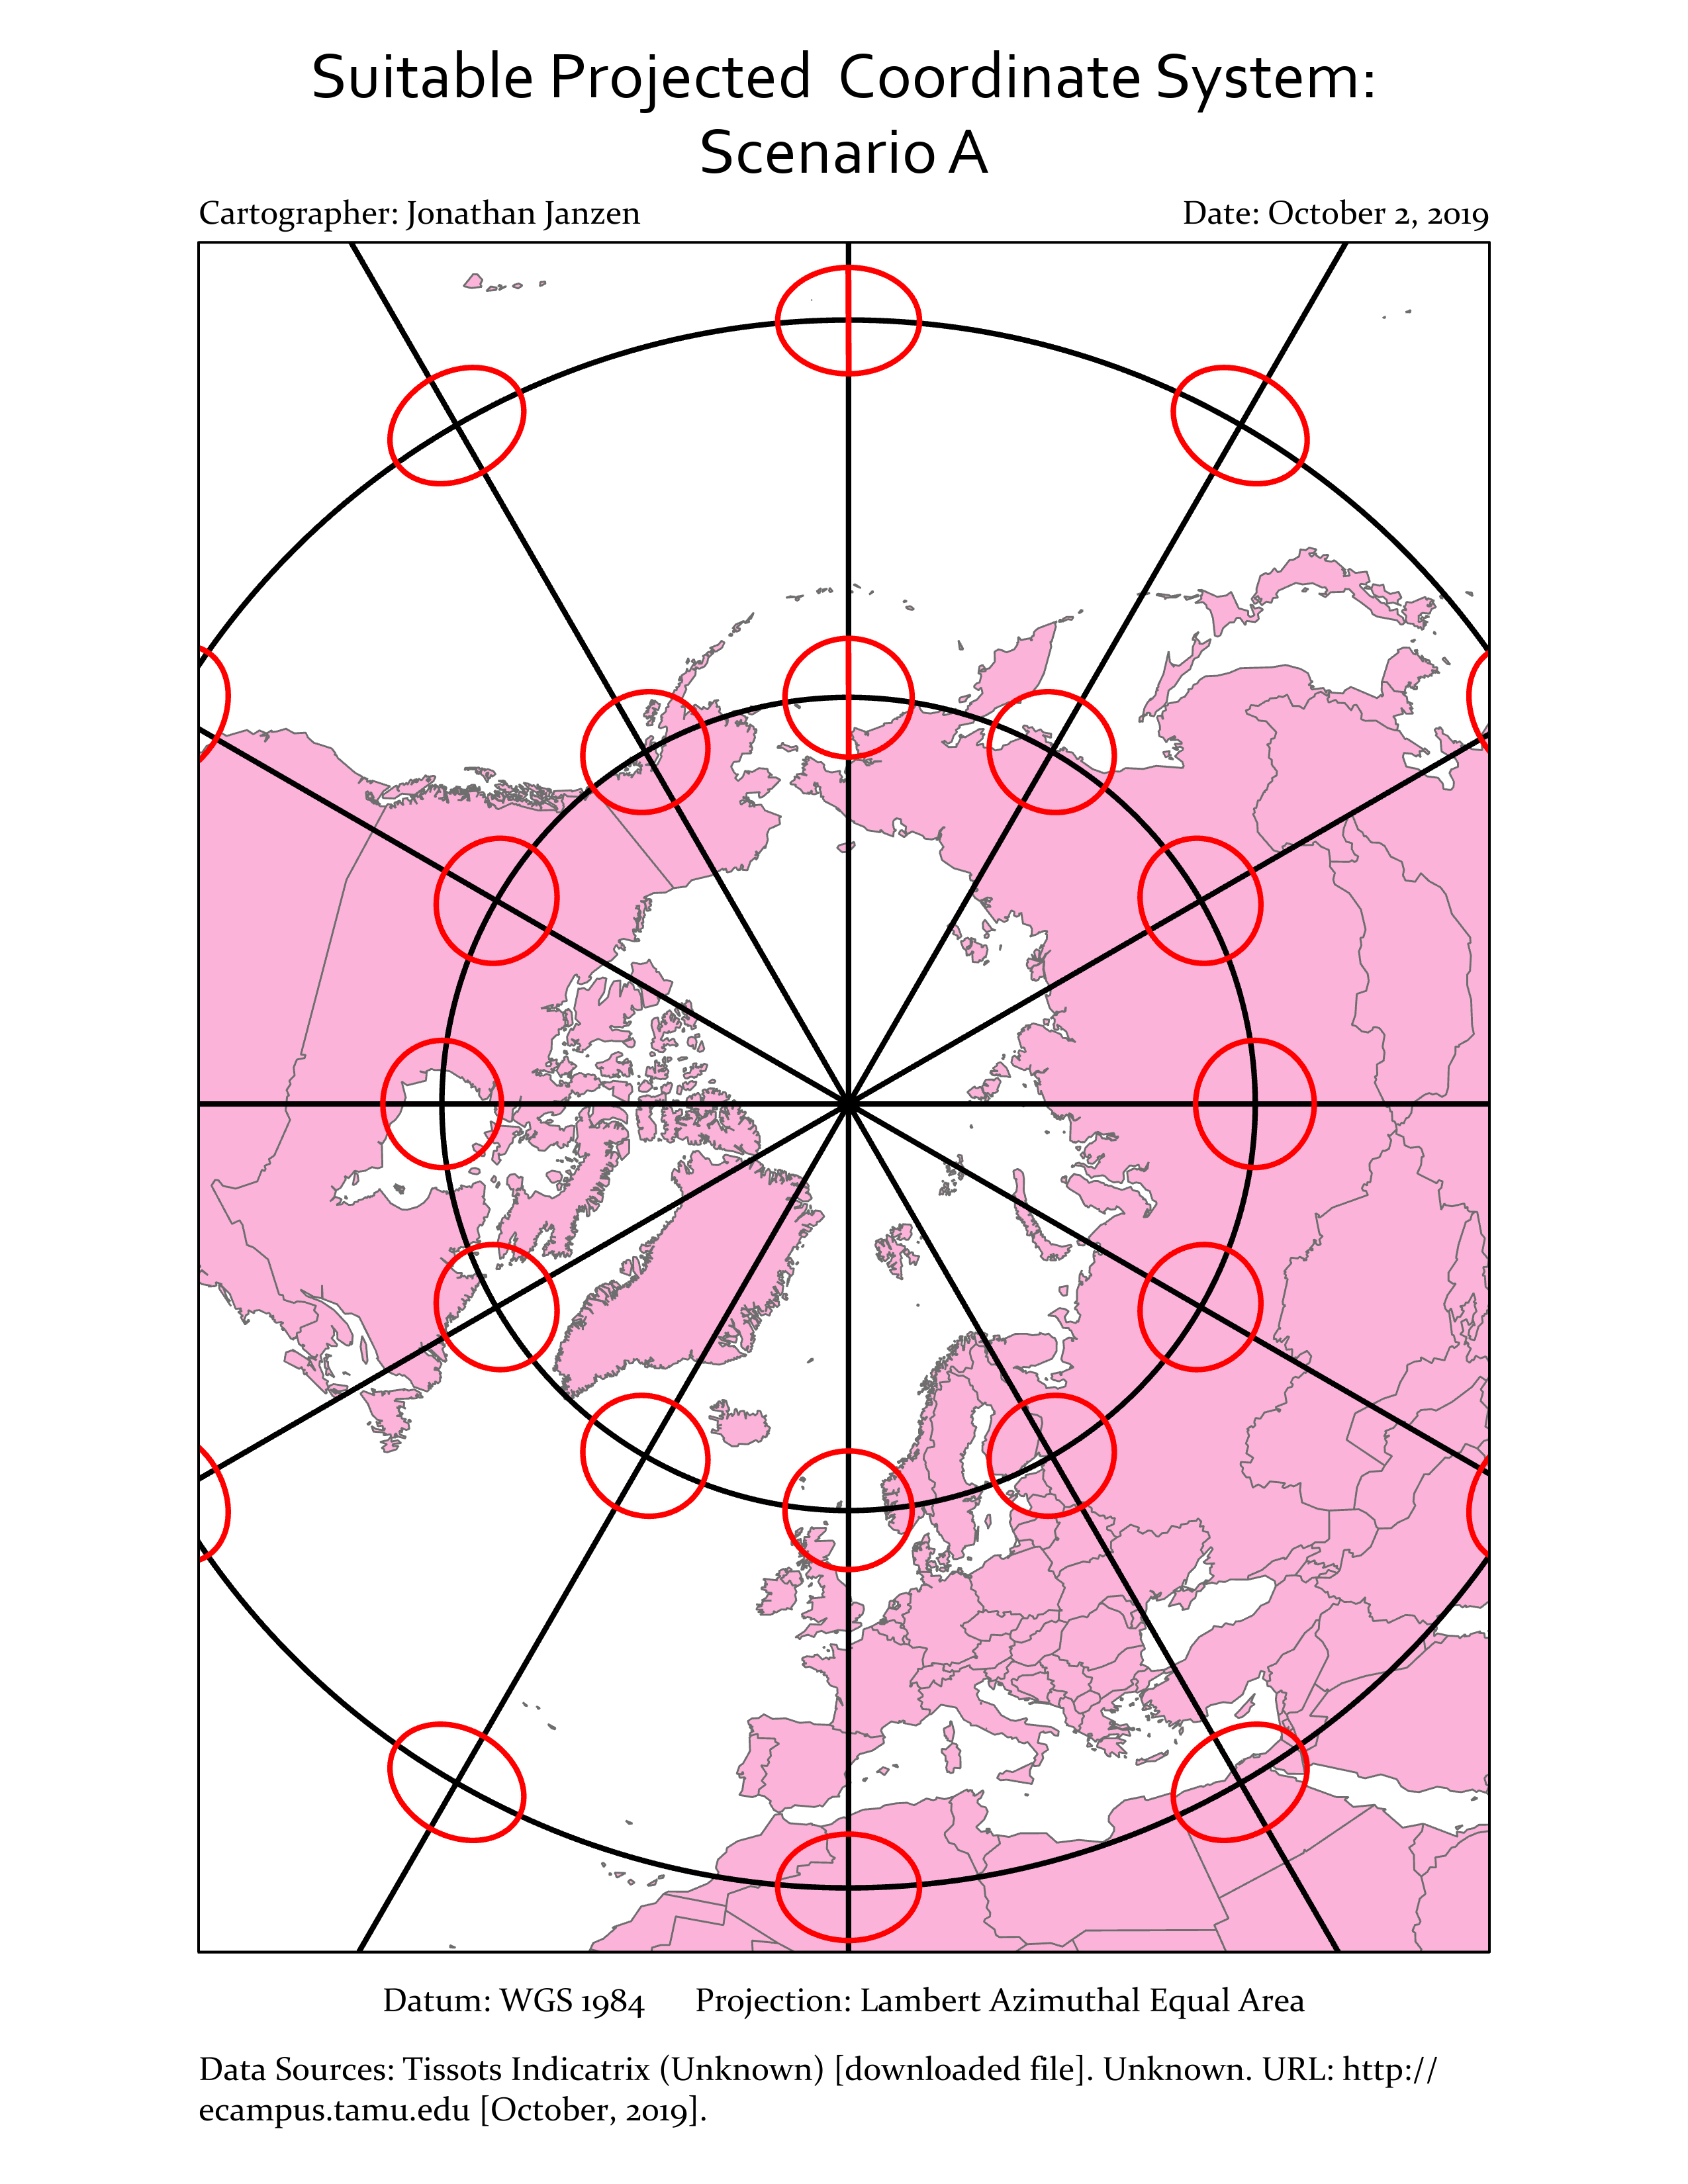 Suitable Projected Coordinate System:
Scenario A
Cartographer: Jonathan Janzen
Date: October 2, 2019
Datum: WGS 1984 Projection: Lambert Azimuthal Equal Area
Data Sources: Tissots Indicatrix (Unknown) [downloaded file]. Unknown. URL: http://
ecampus.tamu.edu [October, 2019].